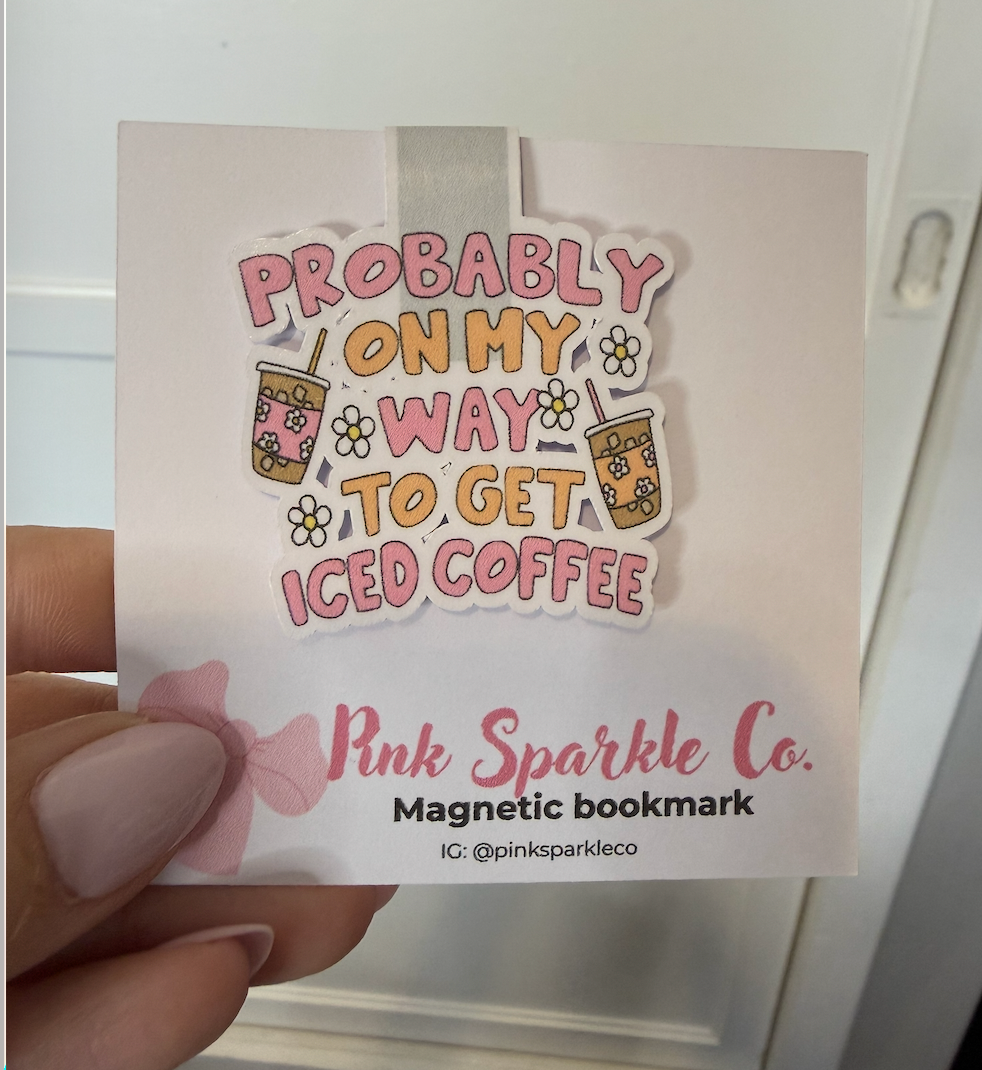 PROBABLY
ON MY
WAY
TO GET
ICED COFFEE
Pink Sparkle Co.
Magnetic bookmark
IG: @pinksparkleco